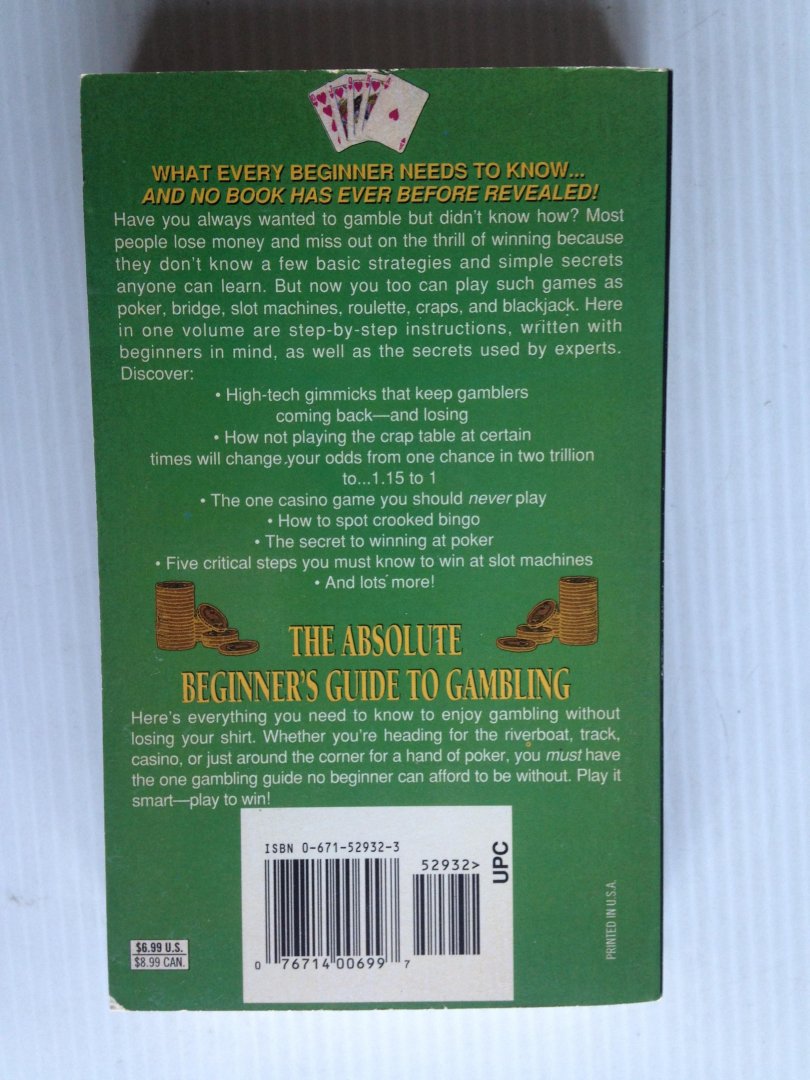 WHAT EVERY BEGINNER NEEDS TO KNOW...
AND NO BOOK HAS EVER BEFORE REVEALED!
Have you always wanted to gamble but didn't know how? Most
people lose money and miss out on the thrill of winning because
they don't know a few basic strategies and simple secrets
anyone can learn. But now you too can play such games as
poker, bridge, slot machines, roulette, craps, and blackjack. Here
in one volume are step-by-step instructions, written with
beginners in mind, as well as the secrets used by experts.
Discover:
• High-tech gimmicks that keep gamblers
coming back—and losing
• How not playing the crap table at certain
times will change your odds from one chance in two trillion
to...1.15 to 1
• The one casino game you should never play
• How to spot crooked bingo
• The secret to winning at poker
• Five critical steps you must know to win at slot machines
• And lots more!
THE ABSOLUTE
BEGINNER'S GUIDE TO GAMBLING
Here's everything you need to know to enjoy gambling without
losing your shirt. Whether you're heading for the riverboat, track,
casino, or just around the corner for a hand of poker, you must have
the one gambling guide no beginner can afford to be without. Play it
smart—play to win!
ISBN 0-671-52932-3
52932>
UPC
0 76714 00699 7
$6.99 U.S.
$8.99 CAN.
PRINTED IN U.S.A.